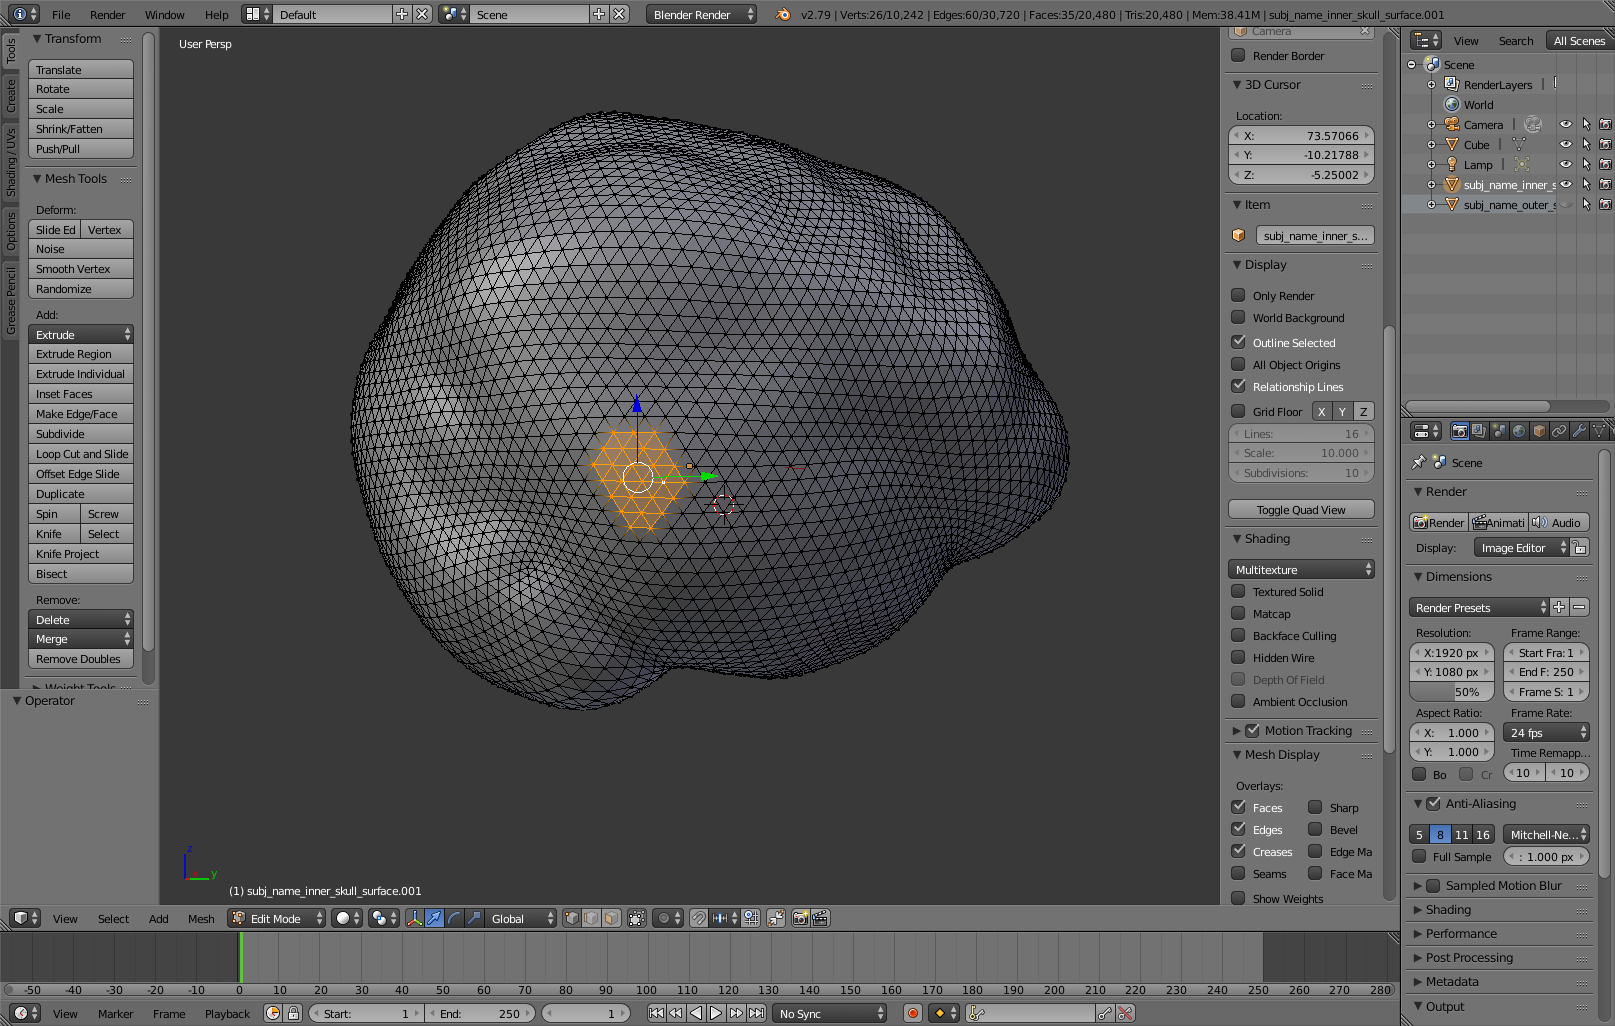 File Render Window Help Default Scene Blender Render v2.79 | Verts:26/10,242 | Edges:60/30,720 | Faces:35/20,480 | Tris:20,480 | Mem:38.41M | subj_name_inner_skull_surface.001
Tools
Create
Shading / UVs
Options
Grease Pencil
Transform
Translate
Rotate
Scale
Shrink/Fatten
Push/Pull
Mesh Tools
Deform:
Slide Ed Vertex
Noise
Smooth Vertex
Randomize
Add:
Extrude
Extrude Region
Extrude Individual
Inset Faces
Make Edge/Face
Subdivide
Loop Cut and Slide
Offset Edge Slide
Duplicate
Spin Screw
Knife Select
Knife Project
Bisect
Remove:
Delete
Merge
Remove Doubles
Weight Tools
Operator
User Persp
z
y
(1) subj_name_inner_skull_surface.001
Camera
Render Border
3D Cursor
Location:
X: 73.57066
Y: -10.21788
Z: -5.25002
Item
subj_name_inner_s...
Display
Only Render
World Background
Outline Selected
All Object Origins
Relationship Lines
Grid Floor X Y Z
Lines: 16
Scale: 10.000
Subdivisions: 10
Toggle Quad View
Shading
Multitexture
Textured Solid
Matcap
Backface Culling
Hidden Wire
Depth Of Field
Ambient Occlusion
Motion Tracking
Mesh Display
Overlays:
Faces Sharp
Edges Bevel
Creases Edge Ma
Seams Face Ma
Show Weights
View Search All Scenes
Scene
RenderLayers
World
Camera
Cube
Lamp
subj_name_inner_s
subj_name_outer_s
Scene
Render
Render Animati Audio
Display: Image Editor
Dimensions
Render Presets
Resolution: Frame Range:
X:1920 px Start Fra: 1
Y: 1080 px End F: 250
50% Frame S: 1
Aspect Ratio: Frame Rate:
X: 1.000 24 fps
Y: 1.000 Time Remapp...
Bo Cr 10 10
Anti-Aliasing
5 8 11 16 Mitchell-Ne...
Full Sample : 1.000 px
Sampled Motion Blur
Shading
Performance
Post Processing
Metadata
Output
View Select Add Mesh Edit Mode Global
-50 -40 -30 -20 -10 0 10 20 30 40 50 60 70 80 90 100 110 120 130 140 150 160 170 180 190 200 210 220 230 240 250 260 270 280
View Marker Frame Playback Start: 1 End: 250 1 No Sync